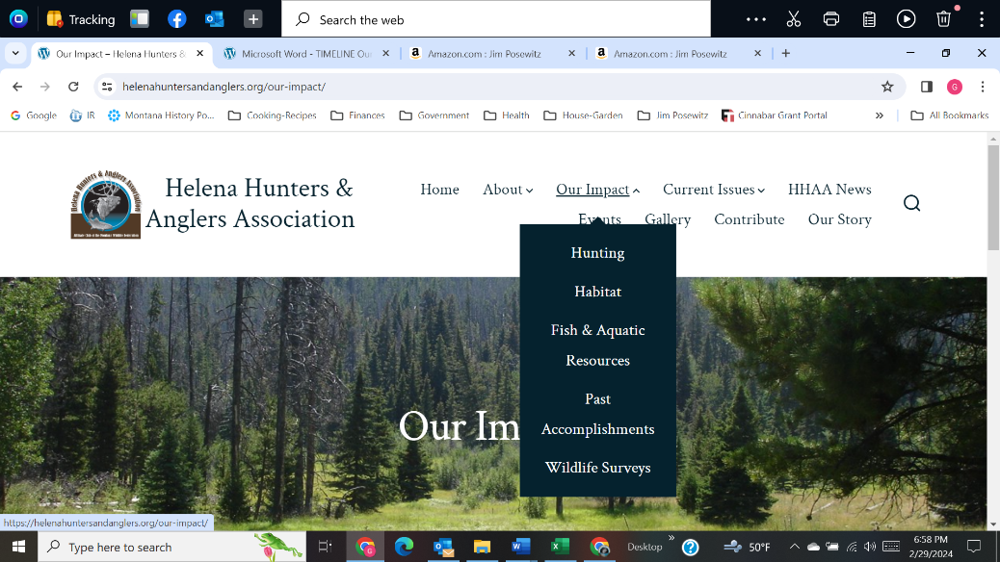 Tracking
Search the web
Our Impact – Helena Hunters &
Microsoft Word - TIMELINE Our
Amazon.com : Jim Posewitz
Amazon.com : Jim Posewitz
helenahuntersandanglers.org/our-impact/
G
Google
IR
Montana History Po...
Cooking-Recipes
Finances
Government
Health
House-Garden
Jim Posewitz
Cinnabar Grant Portal
»
All Bookmarks
Helena Hunters & Anglers Association
Helena Hunters &
Anglers Association
Home About Our Impact Current Issues HHAA News
Events Gallery Contribute Our Story
Hunting
Habitat
Fish & Aquatic
Resources
Past
Accomplishments
Wildlife Surveys
Our Im
https://helenahuntersandanglers.org/our-impact/
Type here to search
Desktop
»
50°F
6:58 PM
2/29/2024